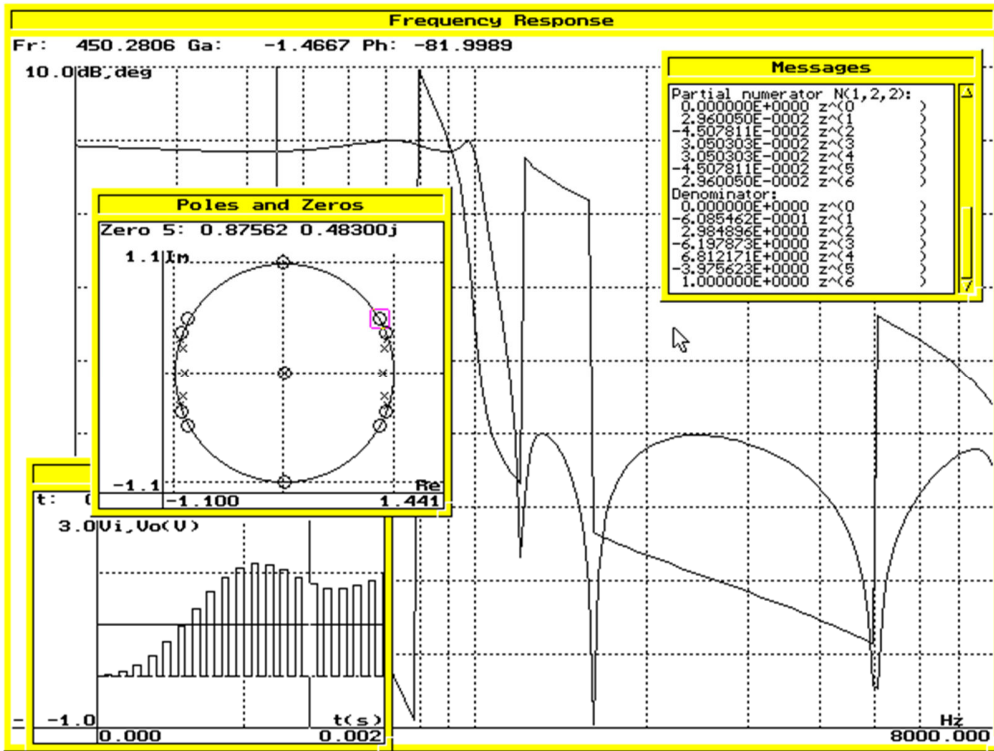 Frequency Response
Fr: 450.2806 Ga: -1.4667 Ph: -81.9989
10.0dB,deg
Messages
Partial numerator N(1,2,2):
0.000000E+0000 z^(0 )
2.960050E-0002 z^(1 )
-4.507811E-0002 z^(2 )
3.050303E-0002 z^(3 )
3.050303E-0002 z^(4 )
-4.507811E-0002 z^(5 )
2.960050E-0002 z^(6 )
Denominator:
0.000000E+0000 z^(0 )
-6.085462E-0001 z^(1 )
2.984896E+0000 z^(2 )
-6.197873E+0000 z^(3 )
6.812171E+0000 z^(4 )
-3.975623E+0000 z^(5 )
1.000000E+0000 z^(6 )
Poles and Zeros
Zero 5: 0.87562 0.48300j
1.1 Im
-1.1 Re
-1.100 1.441
t:
3.0Vi,Vo(V)
-1.0 t(s)
0.000 0.002
Hz
8000.000